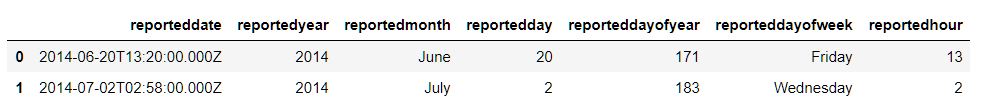 reporteddate reportedyear reportedmonth reportedday reporteddayofyear reporteddayofweek reportedhour
0 2014-06-20T13:20:00.000Z 2014 June 20 171 Friday 13
1 2014-07-02T02:58:00.000Z 2014 July 2 183 Wednesday 2